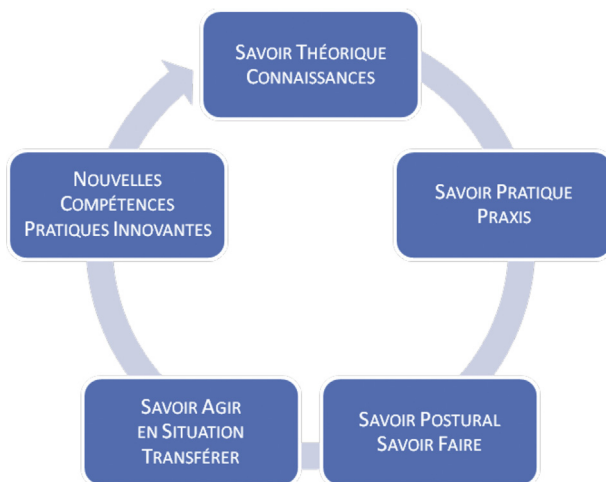 Savoir Théorique
Connaissances
Savoir Pratique
Praxis
Savoir Postural
Savoir Faire
Savoir Agir
en Situation
Transférer
Nouvelles
Compétences
Pratiques Innovantes